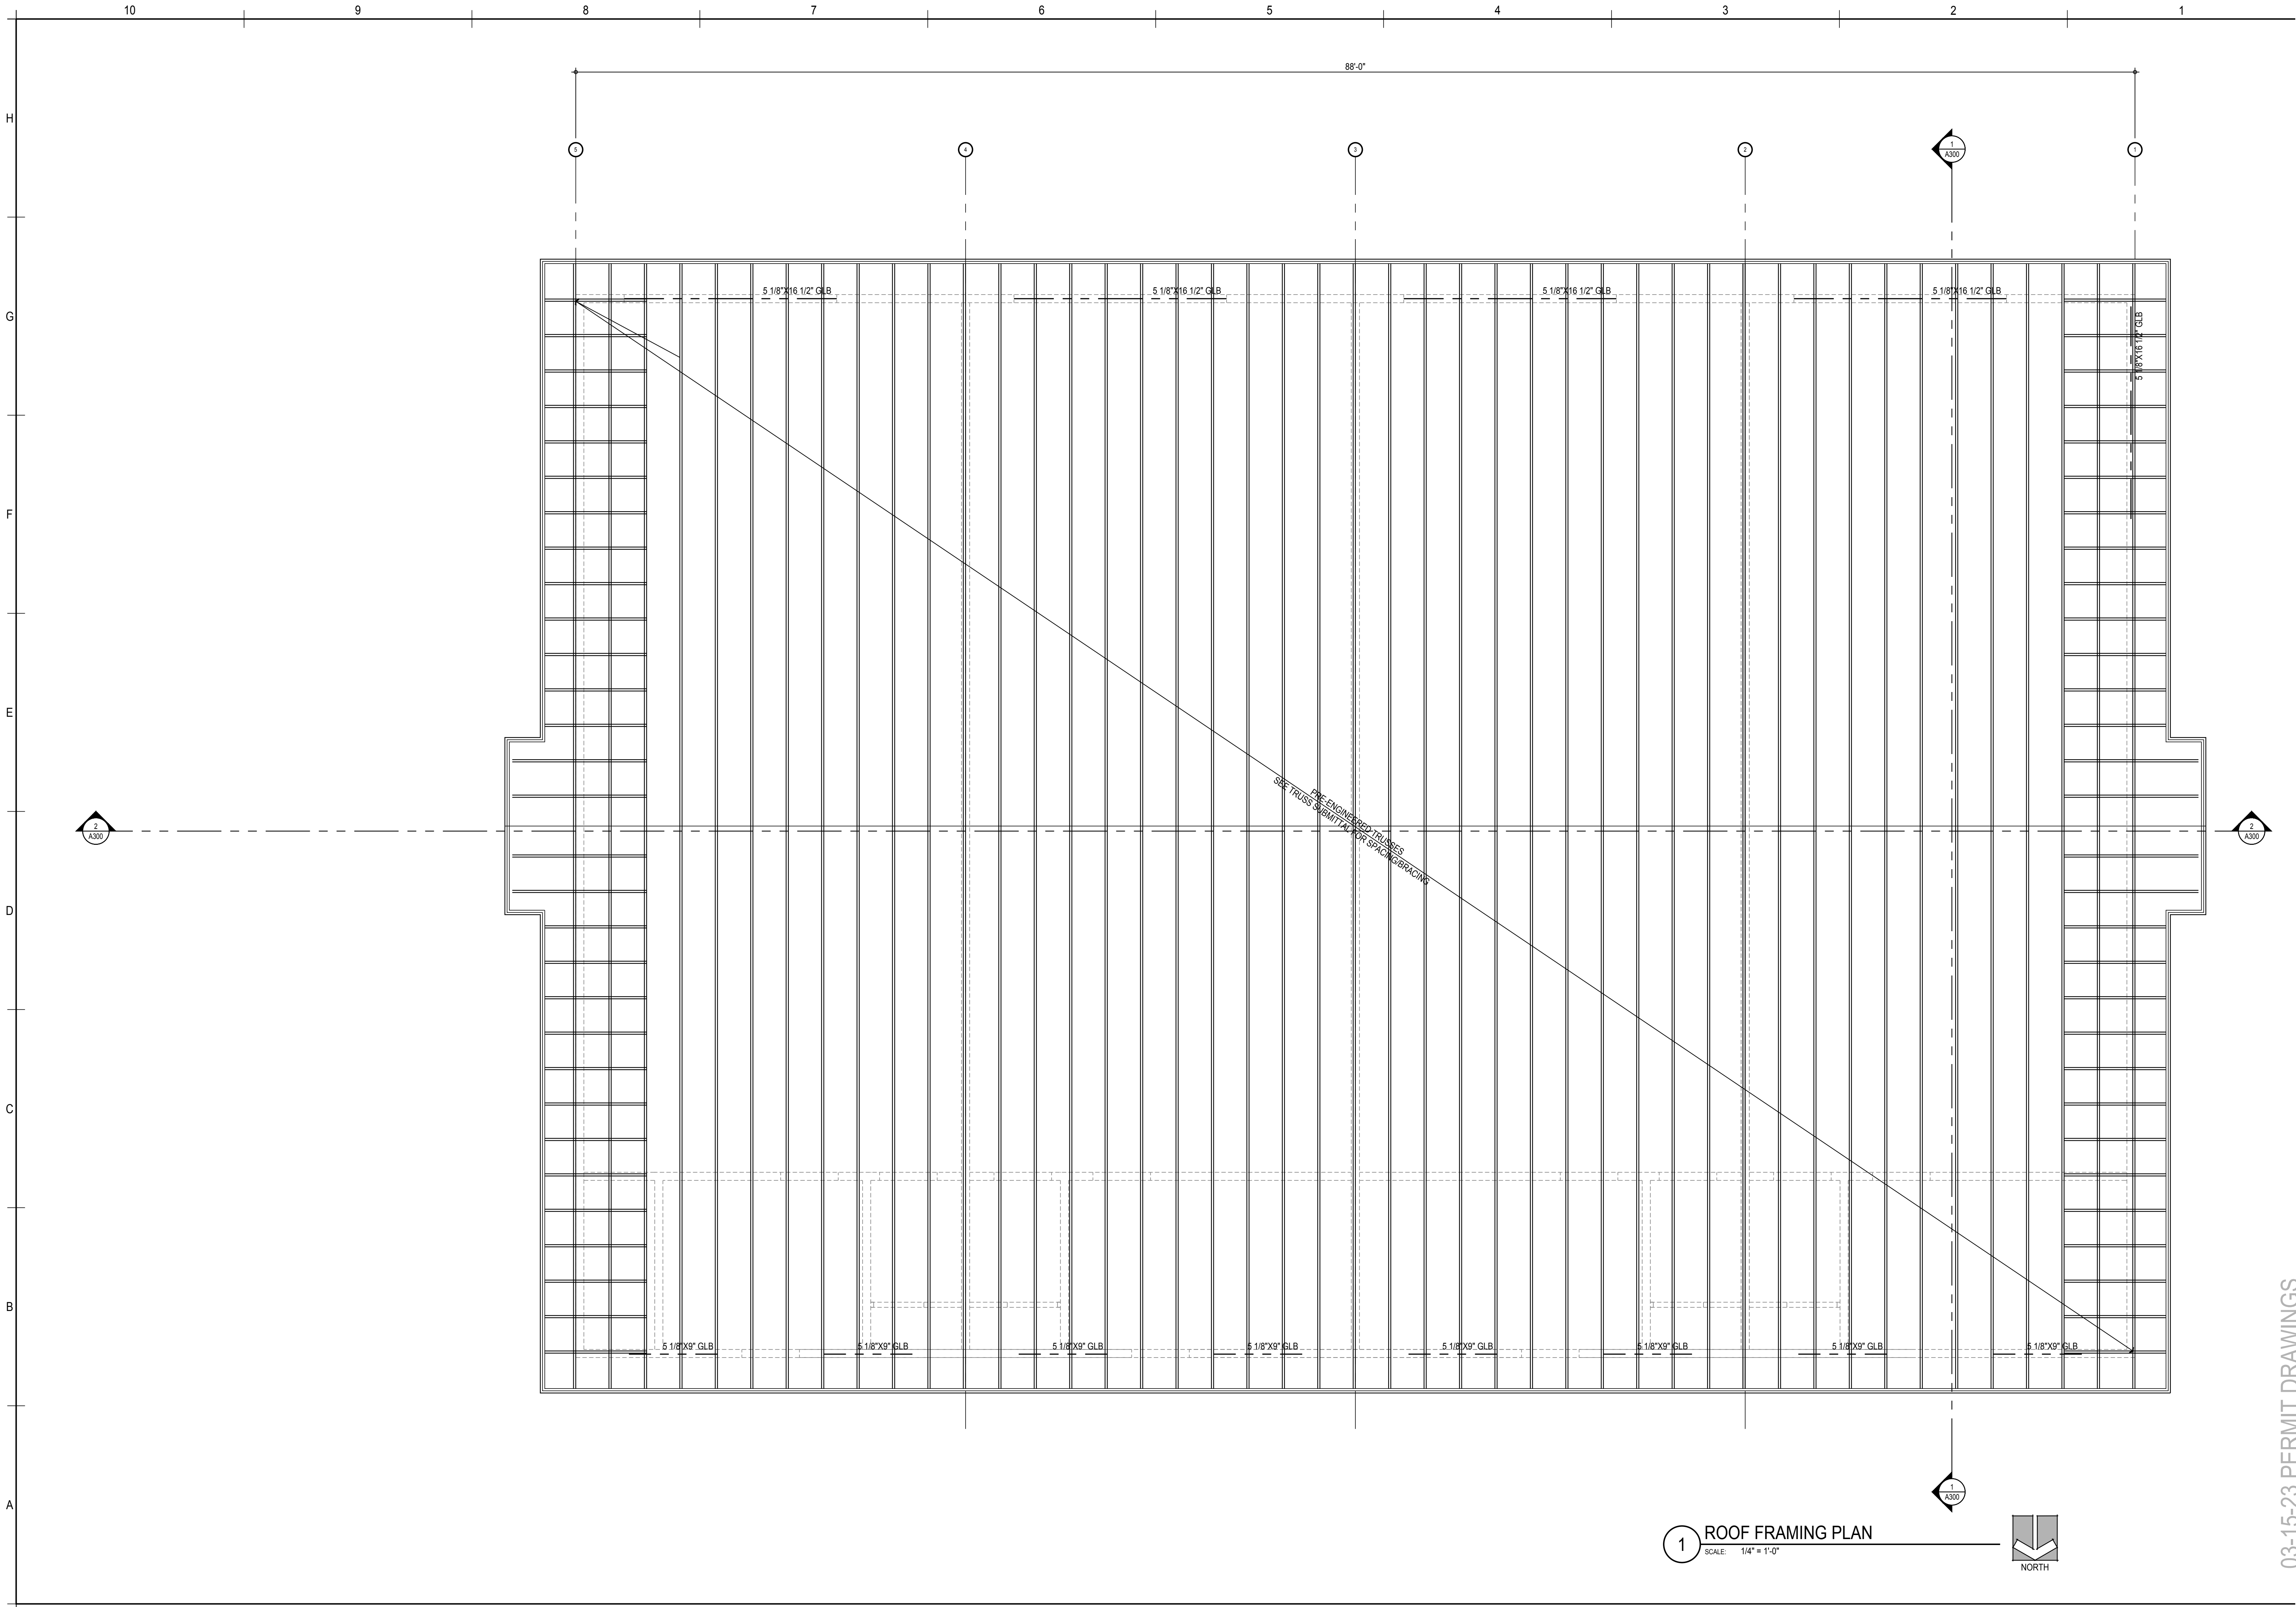 10 9 8 7 6 5 4 3 2 1
88'-0"
H
5 4 3 2 1
1
A300
5 1/8"X16 1/2" GLB 5 1/8"X16 1/2" GLB 5 1/8"X16 1/2" GLB 5 1/8"X16 1/2" GLB
5 1/8"X16 1/2" GLB
G
F
E
PRE-ENGINEERED TRUSSES
SEE TRUSS SUBMITTAL FOR SPACING/BRACING
2
A300
2
A300
D
C
B
5 1/8"X9" GLB 5 1/8"X9" GLB 5 1/8"X9" GLB 5 1/8"X9" GLB 5 1/8"X9" GLB 5 1/8"X9" GLB 5 1/8"X9" GLB 5 1/8"X9" GLB
A
1
A300
1 ROOF FRAMING PLAN
SCALE: 1/4" = 1'-0"
NORTH
03-15-23 PERMIT DRAWINGS